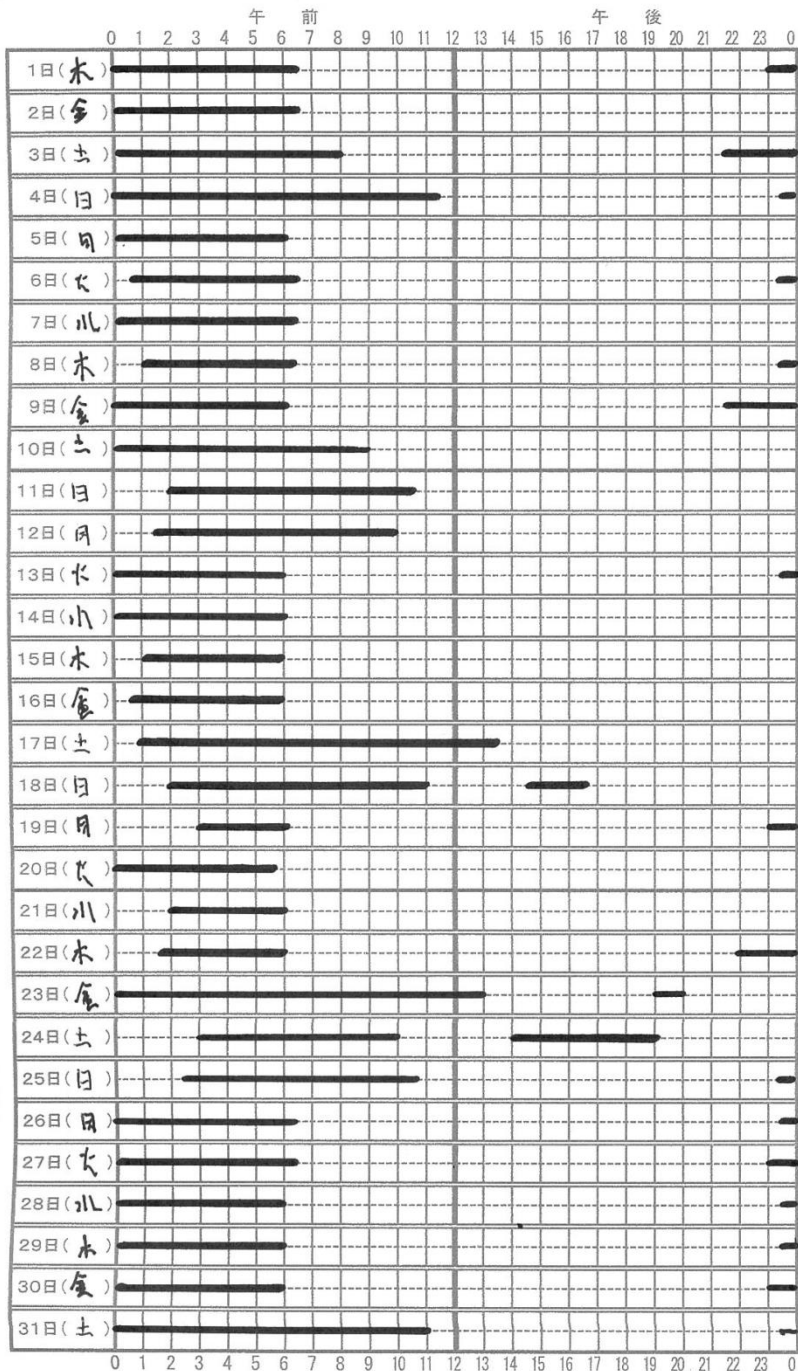 午 前 午 後
0 1 2 3 4 5 6 7 8 9 10 11 12 13 14 15 16 17 18 19 20 21 22 23 0
1日(木)
2日(金)
3日(土)
4日(日)
5日(月)
6日(火)
7日(水)
8日(木)
9日(金)
10日(土)
11日(日)
12日(月)
13日(火)
14日(水)
15日(木)
16日(金)
17日(土)
18日(日)
19日(月)
20日(火)
21日(水)
22日(木)
23日(金)
24日(土)
25日(日)
26日(月)
27日(火)
28日(水)
29日(木)
30日(金)
31日(土)
0 1 2 3 4 5 6 7 8 9 10 11 12 13 14 15 16 17 18 19 20 21 22 23 0